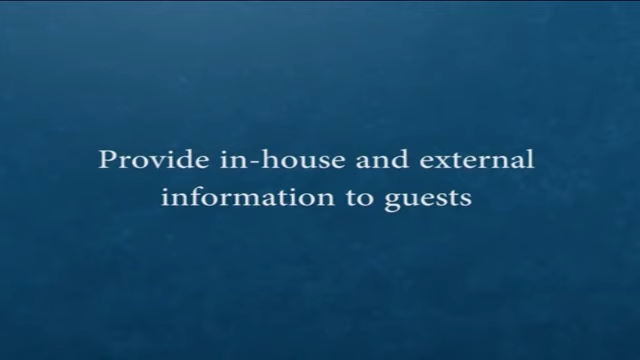 Provide in-house and external
information to guests